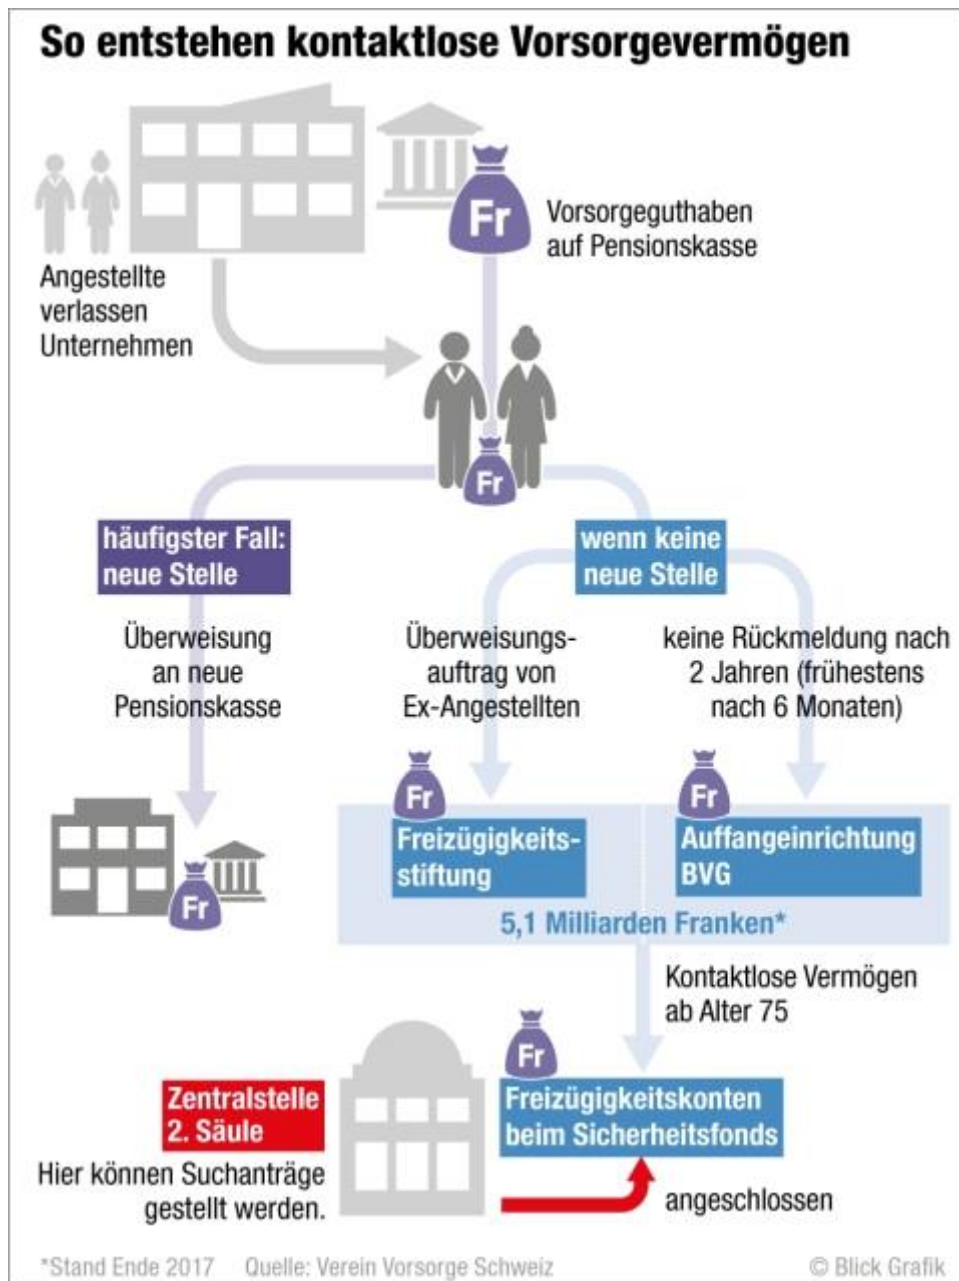 So entstehen kontaktlose Vorsorgevermögen
Fr
Vorsorgeguthaben
auf Pensionskasse
Angestellte
verlassen
Unternehmen
Fr
häufigster Fall:
neue Stelle
wenn keine
neue Stelle
Überweisung
an neue
Pensionskasse
Überweisungs-
auftrag von
Ex-Angestellten
keine Rückmeldung nach
2 Jahren (frühestens
nach 6 Monaten)
Fr
Fr
Fr
Freizügigkeits-
stiftung
Auffangeinrichtung
BVG
5,1 Milliarden Franken*
Kontaktlose Vermögen
ab Alter 75
Fr
Zentralstelle
2. Säule
Freizügigkeitskonten
beim Sicherheitsfonds
Hier können Suchanträge
gestellt werden.
angeschlossen
*Stand Ende 2017 Quelle: Verein Vorsorge Schweiz © Blick Grafik